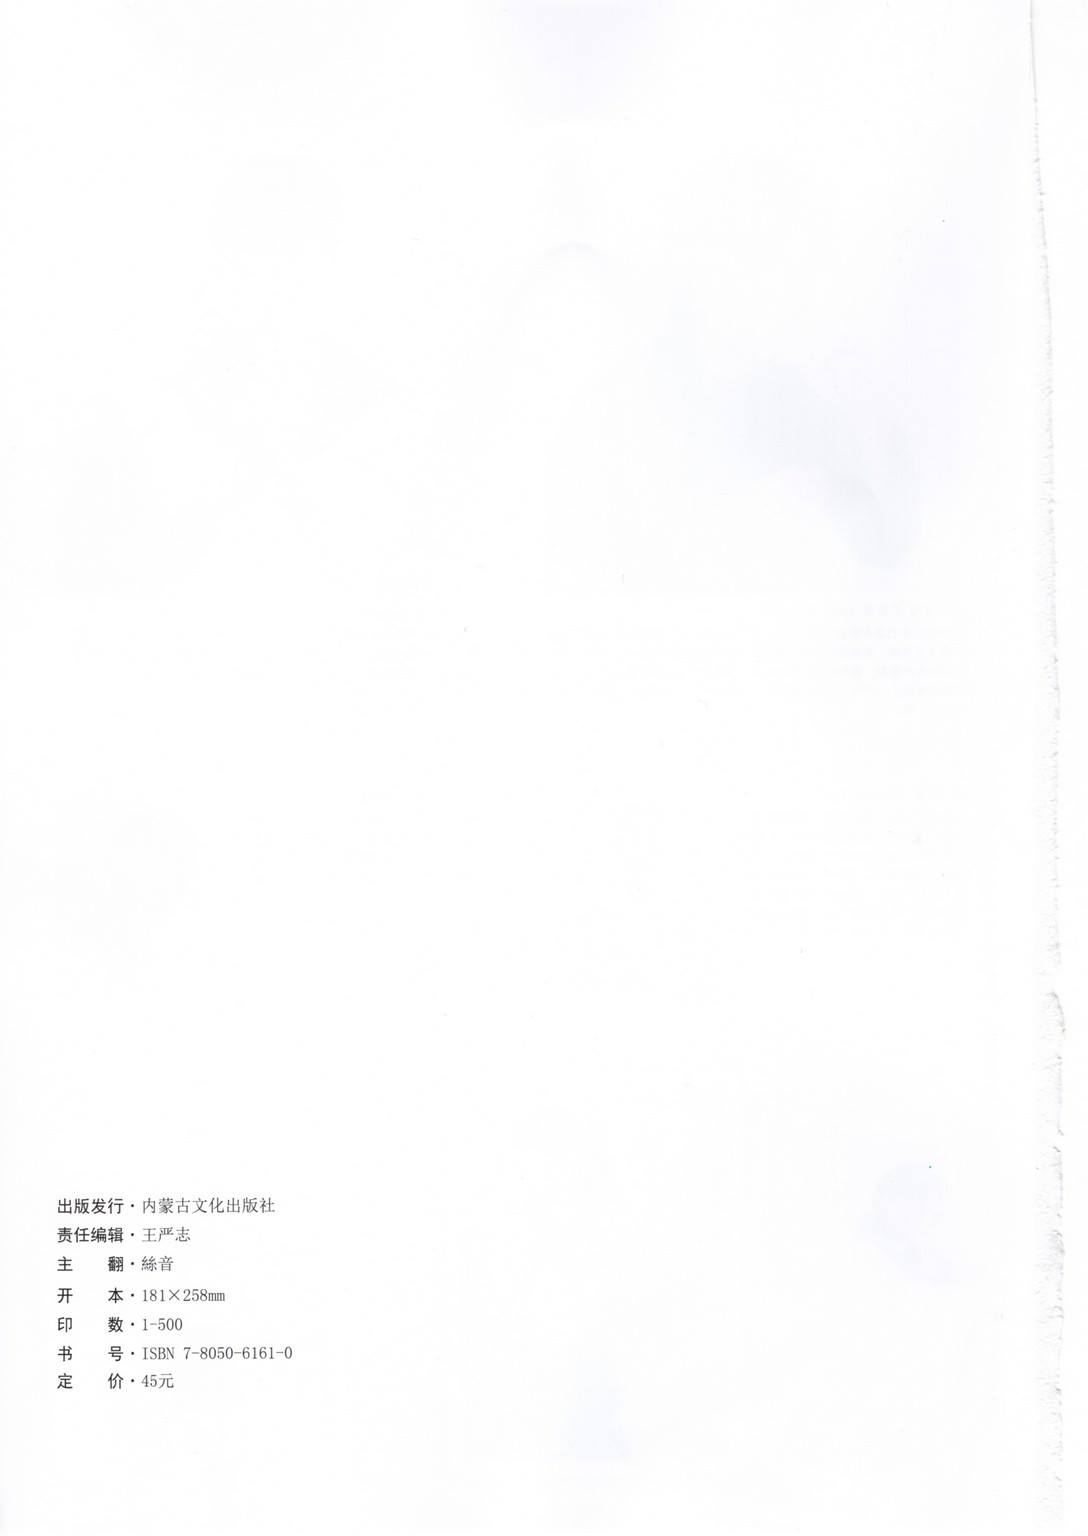 出版发行·内蒙古文化出版社
责任编辑·王严志
主　　翻·絲音
开　　本·181×258mm
印　　数·1-500
书　　号·ISBN 7-8050-6161-0
定　　价·45元